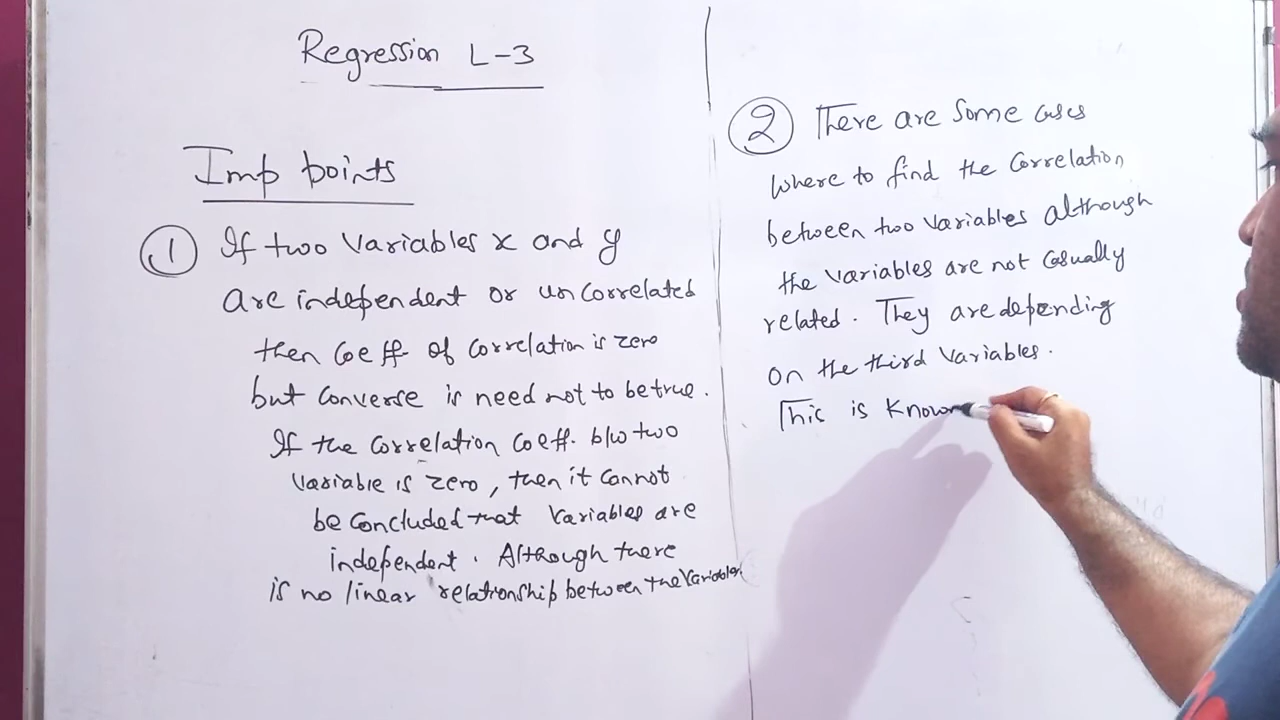 Regression L-3
Imp points
1 If two Variables x and y
are independent or uncorrelated
then Coeff. of correlation is zero
but Converse is need not to be true.
If the Correlation Coeff. b/w two
Variable is zero, then it Cannot
be Concluded that Variables are
independent. Although there
is no linear relationship between the Variables
2 There are Some cases
Where to find the Correlation
between two Variables although
the Variables are not Casually
related. They are depending
on the third Variables.
This is Known